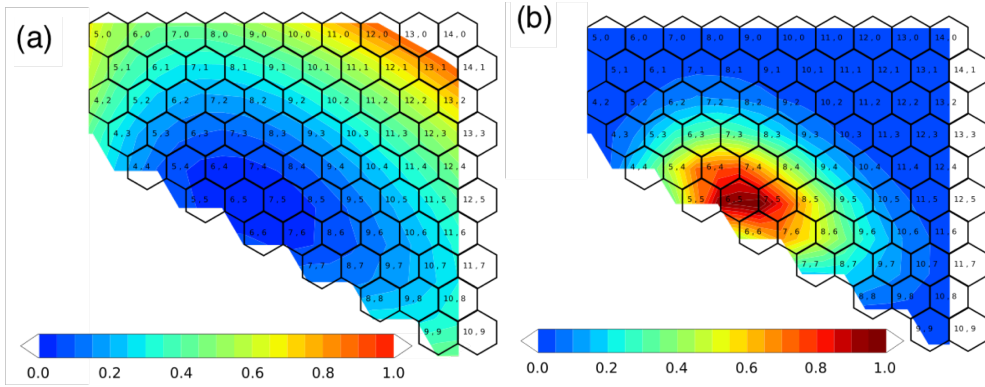 (a)
5,0 6,0 7,0 8,0 9,0 10,0 11,0 12,0 13,0 14,0
5,1 6,1 7,1 8,1 9,1 10,1 11,1 12,1 13,1 14,1
4,2 5,2 6,2 7,2 8,2 9,2 10,2 11,2 12,2 13,2
4,3 5,3 6,3 7,3 8,3 9,3 10,3 11,3 12,3 13,3
4,4 5,4 6,4 7,4 8,4 9,4 10,4 11,4 12,4
5,5 6,5 7,5 8,5 9,5 10,5 11,5 12,5
6,6 7,6 8,6 9,6 10,6 11,6
7,7 8,7 9,7 10,7 11,7
8,8 9,8 10,8
9,9 10,9
0.0 0.2 0.4 0.6 0.8 1.0
(b)
5,0 6,0 7,0 8,0 9,0 10,0 11,0 12,0 13,0 14,0
5,1 6,1 7,1 8,1 9,1 10,1 11,1 12,1 13,1 14,1
4,2 5,2 6,2 7,2 8,2 9,2 10,2 11,2 12,2 13,2
4,3 5,3 6,3 7,3 8,3 9,3 10,3 11,3 12,3 13,3
4,4 5,4 6,4 7,4 8,4 9,4 10,4 11,4 12,4
5,5 6,5 7,5 8,5 9,5 10,5 11,5 12,5
6,6 7,6 8,6 9,6 10,6 11,6
7,7 8,7 9,7 10,7 11,7
8,8 9,8 10,8
9,9 10,9
0.0 0.2 0.4 0.6 0.8 1.0